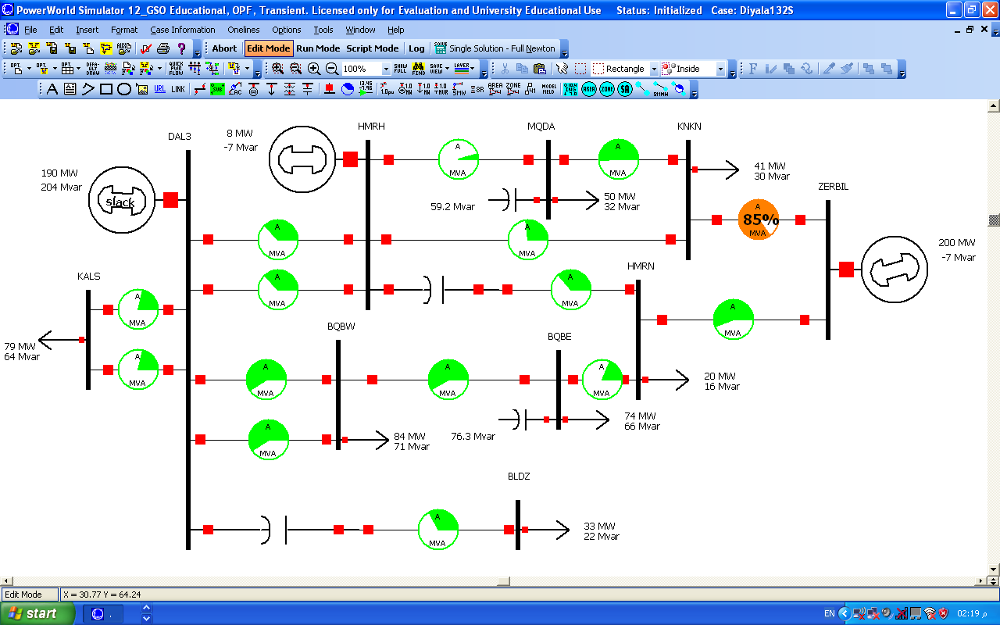 PowerWorld Simulator 12_GSO Educational, OPF, Transient. Licensed only for Evaluation and University Educational Use Status: Initialized Case: Diyala132S
File Edit Insert Format Case Information Onelines Options Tools Window Help
Abort Edit Mode Run Mode Script Mode Log Single Solution - Full Newton
100% Rectangle Inside
URL LINK
DAL3
HMRH
MQDA
KNKN
8 MW
-7 Mvar
190 MW
204 Mvar
slack
A
MVA
A
MVA
41 MW
30 Mvar
ZERBIL
59.2 Mvar
50 MW
32 Mvar
A
85%
MVA
A
MVA
A
MVA
200 MW
-7 Mvar
KALS
HMRN
A
MVA
A
MVA
A
MVA
A
MVA
79 MW
64 Mvar
BQBW
BQBE
A
MVA
A
MVA
A
MVA
A
MVA
20 MW
16 Mvar
76.3 Mvar
74 MW
66 Mvar
A
MVA
84 MW
71 Mvar
BLDZ
A
MVA
33 MW
22 Mvar
Edit Mode X = 30.77 Y = 64.24
start . EN 02:19 م